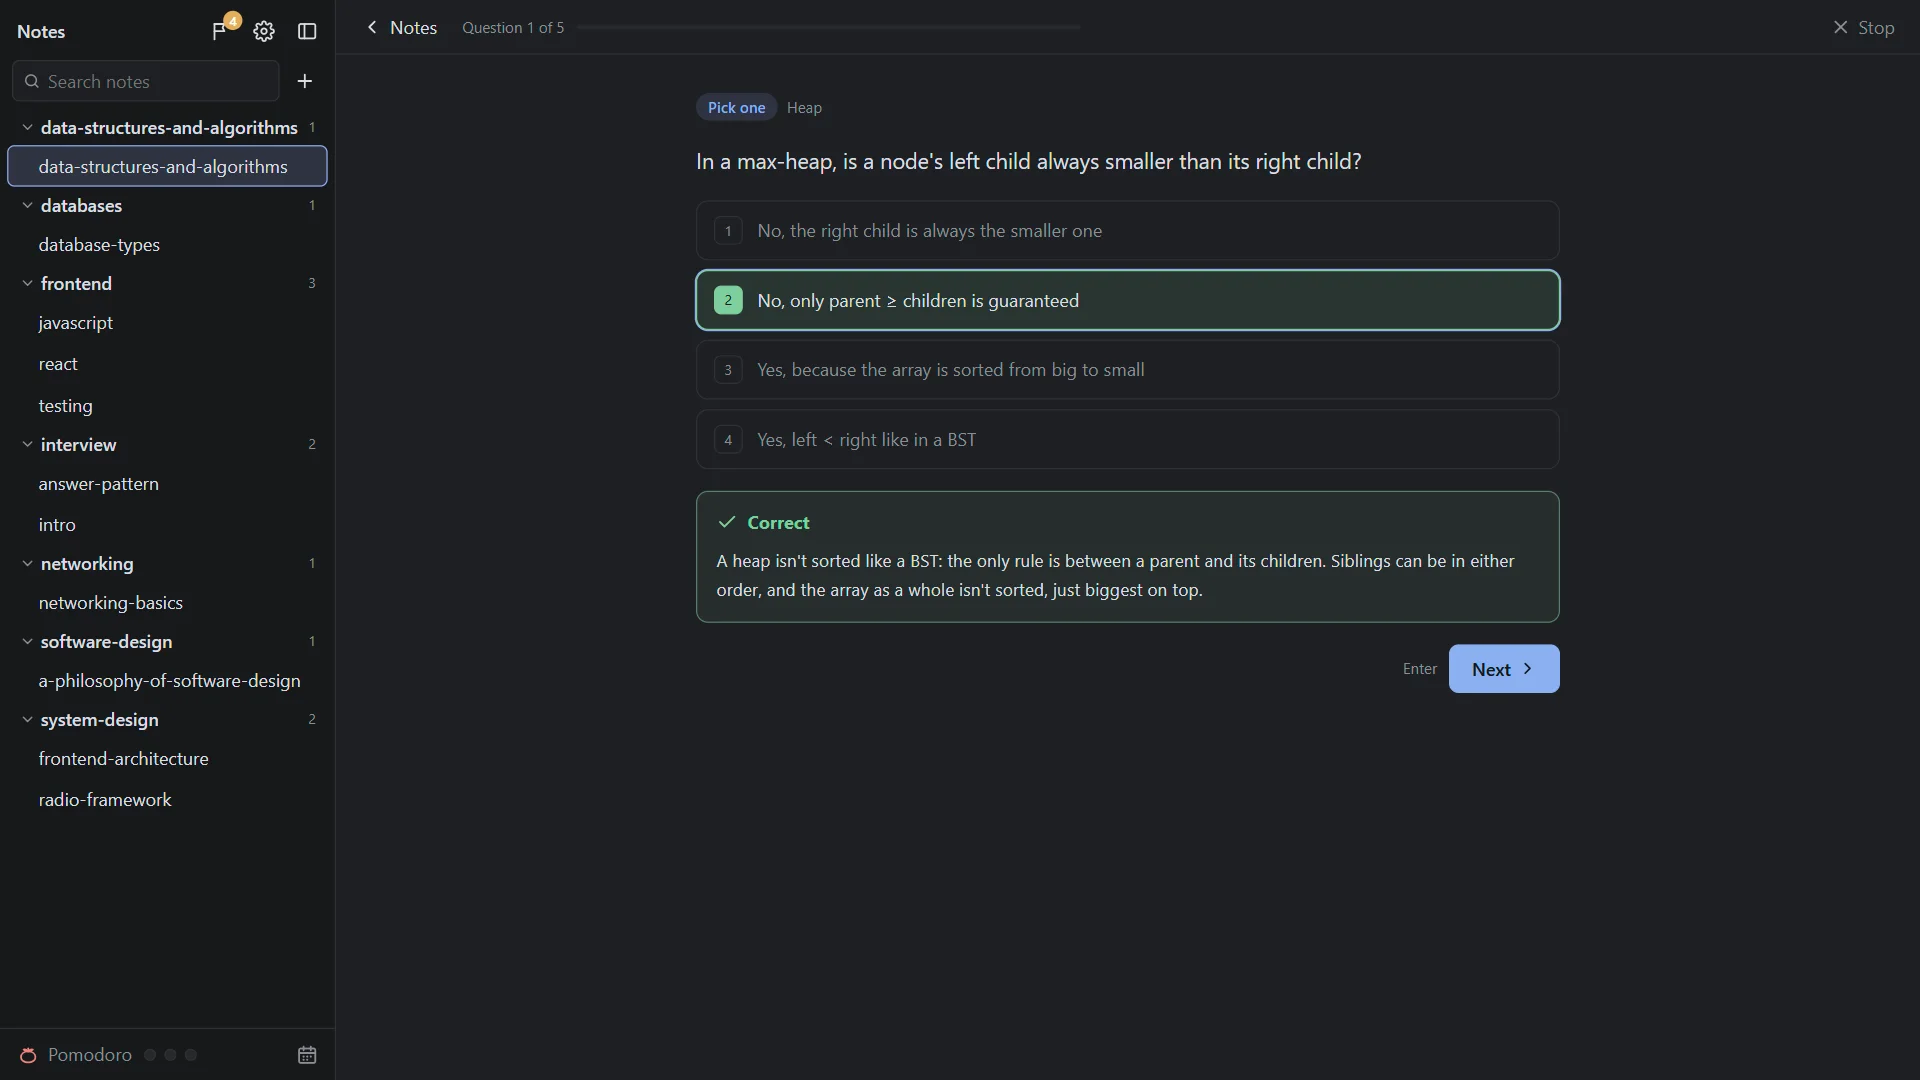 Notes
4
Search notes
data-structures-and-algorithms 1
data-structures-and-algorithms
databases 1
database-types
frontend 3
javascript
react
testing
interview 2
answer-pattern
intro
networking 1
networking-basics
software-design 1
a-philosophy-of-software-design
system-design 2
frontend-architecture
radio-framework
Pomodoro
Notes Question 1 of 5
Stop
Pick one Heap
In a max-heap, is a node's left child always smaller than its right child?
1 No, the right child is always the smaller one
2 No, only parent ≥ children is guaranteed
3 Yes, because the array is sorted from big to small
4 Yes, left < right like in a BST
Correct
A heap isn't sorted like a BST: the only rule is between a parent and its children. Siblings can be in either
order, and the array as a whole isn't sorted, just biggest on top.
Enter Next